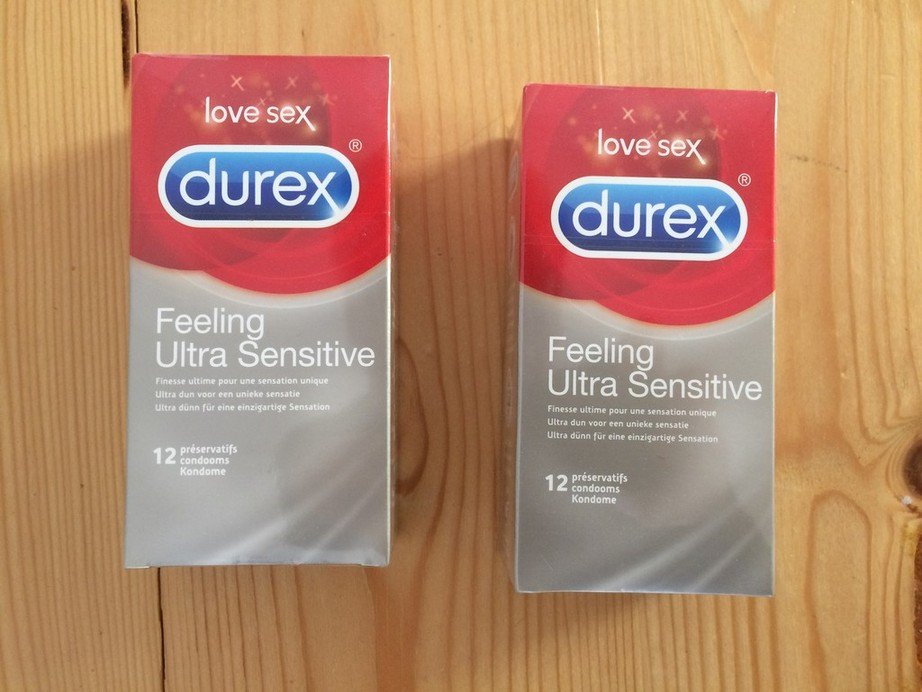 love sex
durex®
Feeling
Ultra Sensitive
Finesse ultime pour une sensation unique
Ultra dun voor een unieke sensatie
Ultra dünn für eine einzigartige Sensation
12 préservatifs
condooms
Kondome
love sex
durex®
Feeling
Ultra Sensitive
Finesse ultime pour une sensation unique
Ultra dun voor een unieke sensatie
Ultra dünn für eine einzigartige Sensation
12 préservatifs
condooms
Kondome